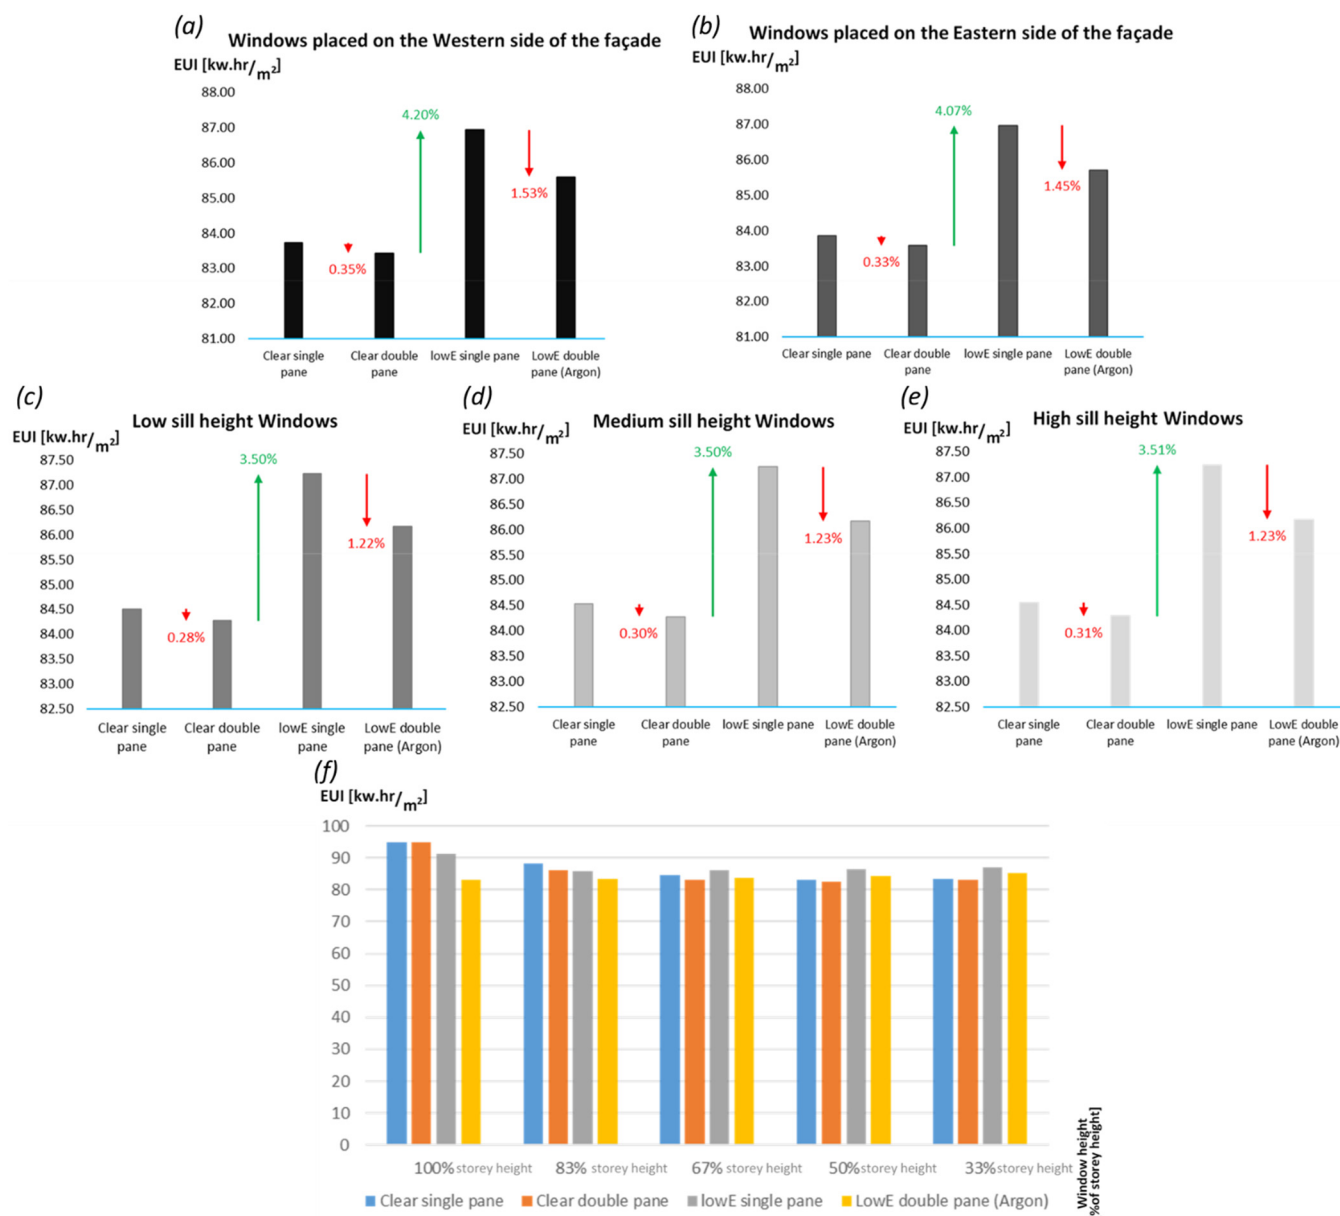 (a)
Windows placed on the Western side of the façade
EUI [kw.hr/m²]
88.00
87.00
86.00
85.00
84.00
83.00
82.00
81.00
0.35%
4.20%
1.53%
Clear single pane
Clear double pane
lowE single pane
LowE double pane (Argon)
(b)
Windows placed on the Eastern side of the façade
EUI [kw.hr/m²]
88.00
87.00
86.00
85.00
84.00
83.00
82.00
81.00
0.33%
4.07%
1.45%
Clear single pane
Clear double pane
lowE single pane
LowE double pane (Argon)
(c)
Low sill height Windows
EUI [kw.hr/m²]
87.50
87.00
86.50
86.00
85.50
85.00
84.50
84.00
83.50
83.00
82.50
0.28%
3.50%
1.22%
Clear single pane
Clear double pane
lowE single pane
LowE double pane (Argon)
(d)
Medium sill height Windows
EUI [kw.hr/m²]
87.50
87.00
86.50
86.00
85.50
85.00
84.50
84.00
83.50
83.00
82.50
0.30%
3.50%
1.23%
Clear single pane
Clear double pane
lowE single pane
LowE double pane (Argon)
(e)
High sill height Windows
EUI [kw.hr/m²]
87.50
87.00
86.50
86.00
85.50
85.00
84.50
84.00
83.50
83.00
82.50
0.31%
3.51%
1.23%
Clear single pane
Clear double pane
lowE single pane
LowE double pane (Argon)
(f)
EUI [kw.hr/m²]
100
90
80
70
60
50
40
30
20
10
0
100% storey height
83% storey height
67% storey height
50% storey height
33% storey height
Window height
%of storey height]
Clear single pane
Clear double pane
lowE single pane
LowE double pane (Argon)